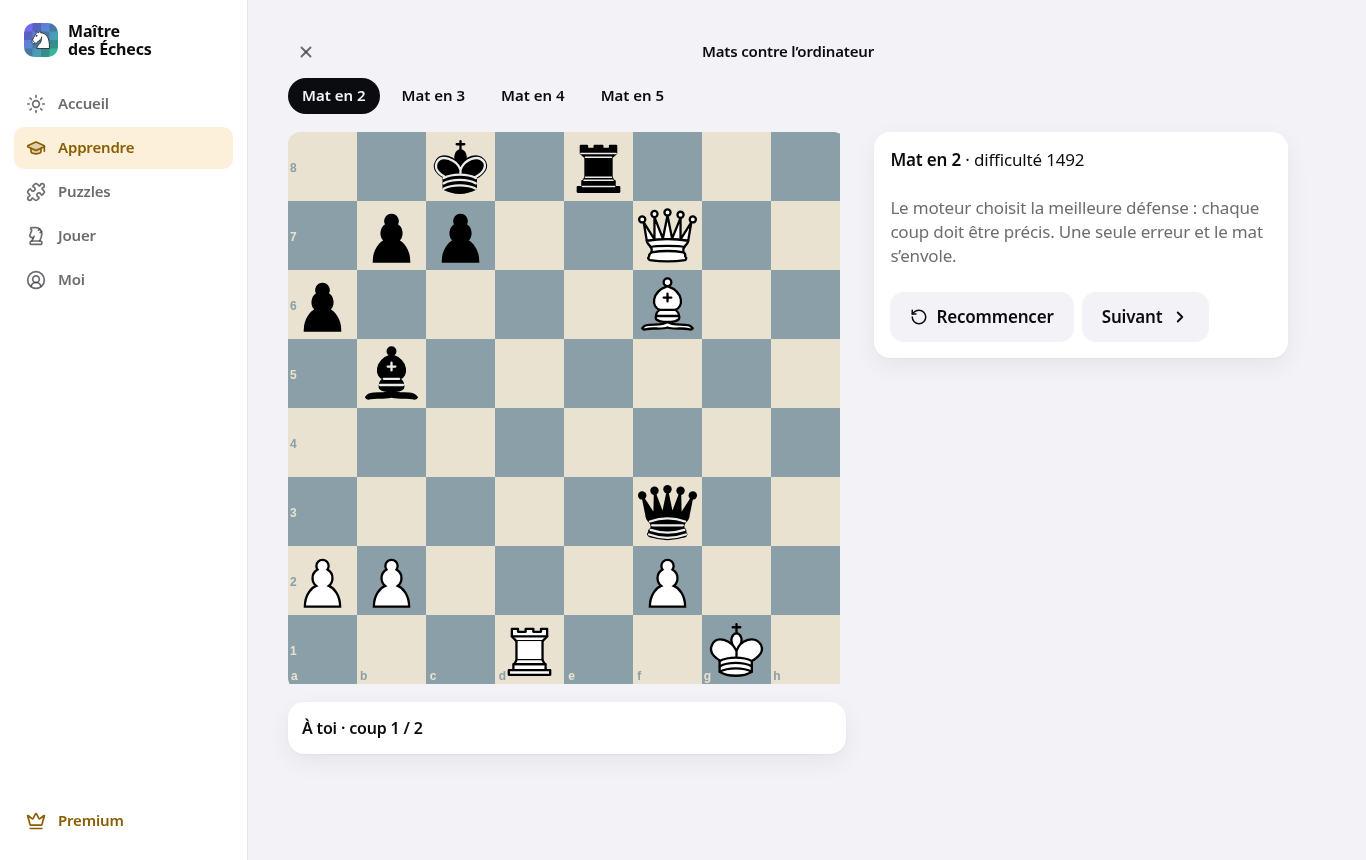 Maître
des Échecs
Accueil
Apprendre
Puzzles
Jouer
Moi
Premium
Mats contre l’ordinateur
Mat en 2
Mat en 3
Mat en 4
Mat en 5
8
7
6
5
4
3
2
1
a
b
c
d
e
f
g
h
À toi · coup 1 / 2
Mat en 2 · difficulté 1492
Le moteur choisit la meilleure défense : chaque
coup doit être précis. Une seule erreur et le mat
s’envole.
Recommencer
Suivant